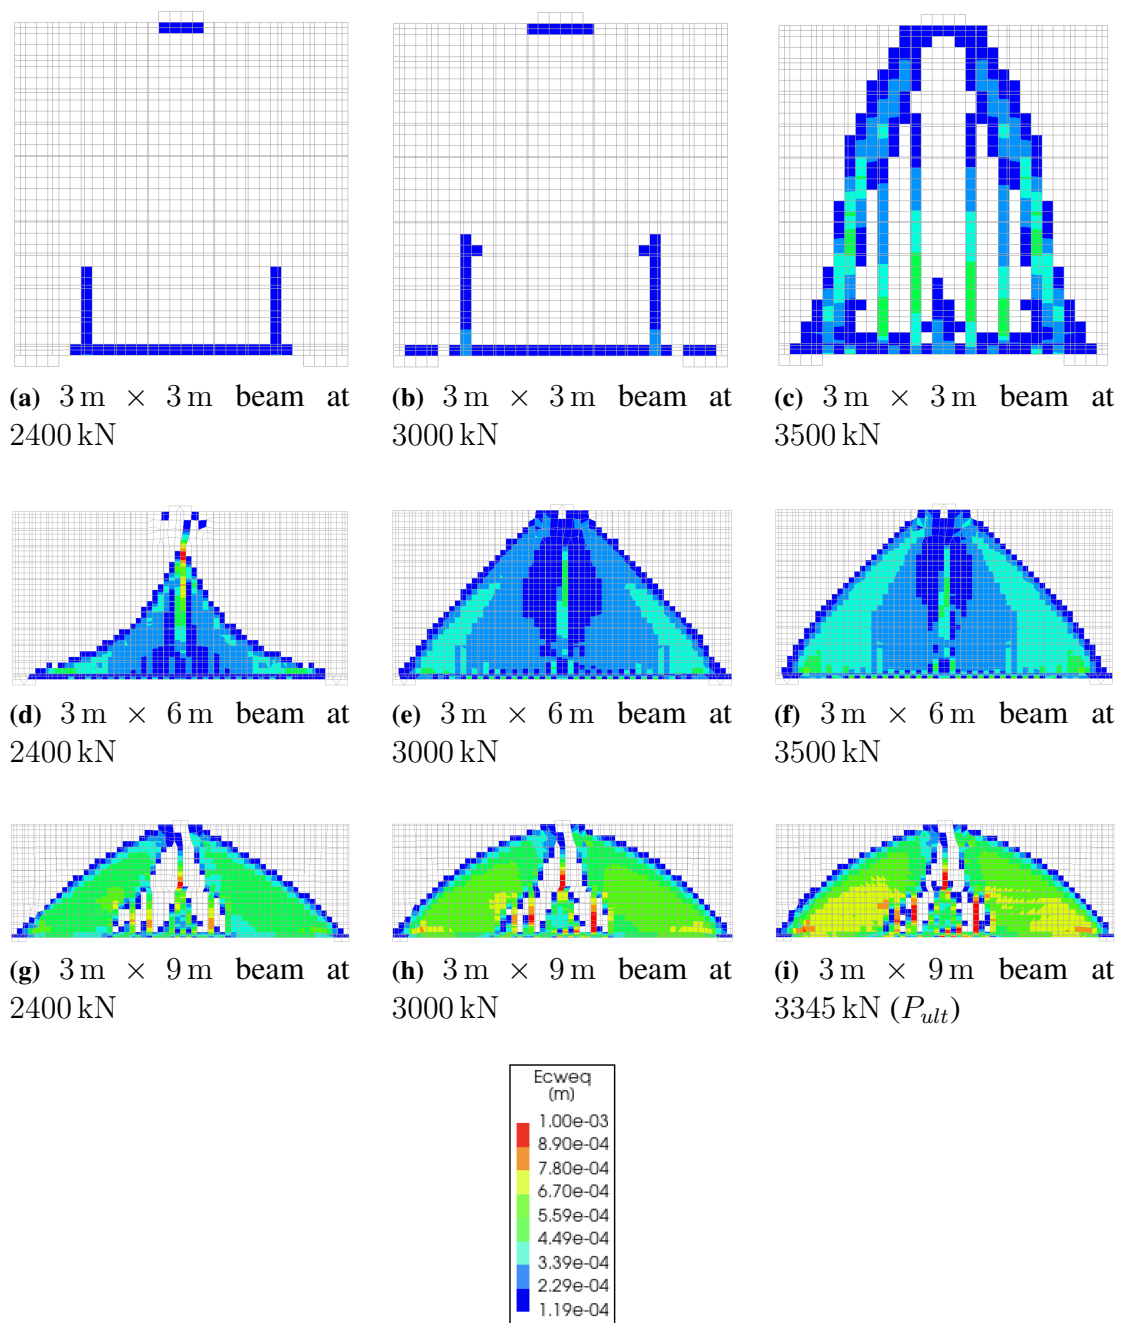 (a) 3 m × 3 m beam at
2400 kN
(b) 3 m × 3 m beam at
3000 kN
(c) 3 m × 3 m beam at
3500 kN
(d) 3 m × 6 m beam at
2400 kN
(e) 3 m × 6 m beam at
3000 kN
(f) 3 m × 6 m beam at
3500 kN
(g) 3 m × 9 m beam at
2400 kN
(h) 3 m × 9 m beam at
3000 kN
(i) 3 m × 9 m beam at
3345 kN (P_{ult})
Ecweq
(m)
1.00e-03
8.90e-04
7.80e-04
6.70e-04
5.59e-04
4.49e-04
3.39e-04
2.29e-04
1.19e-04